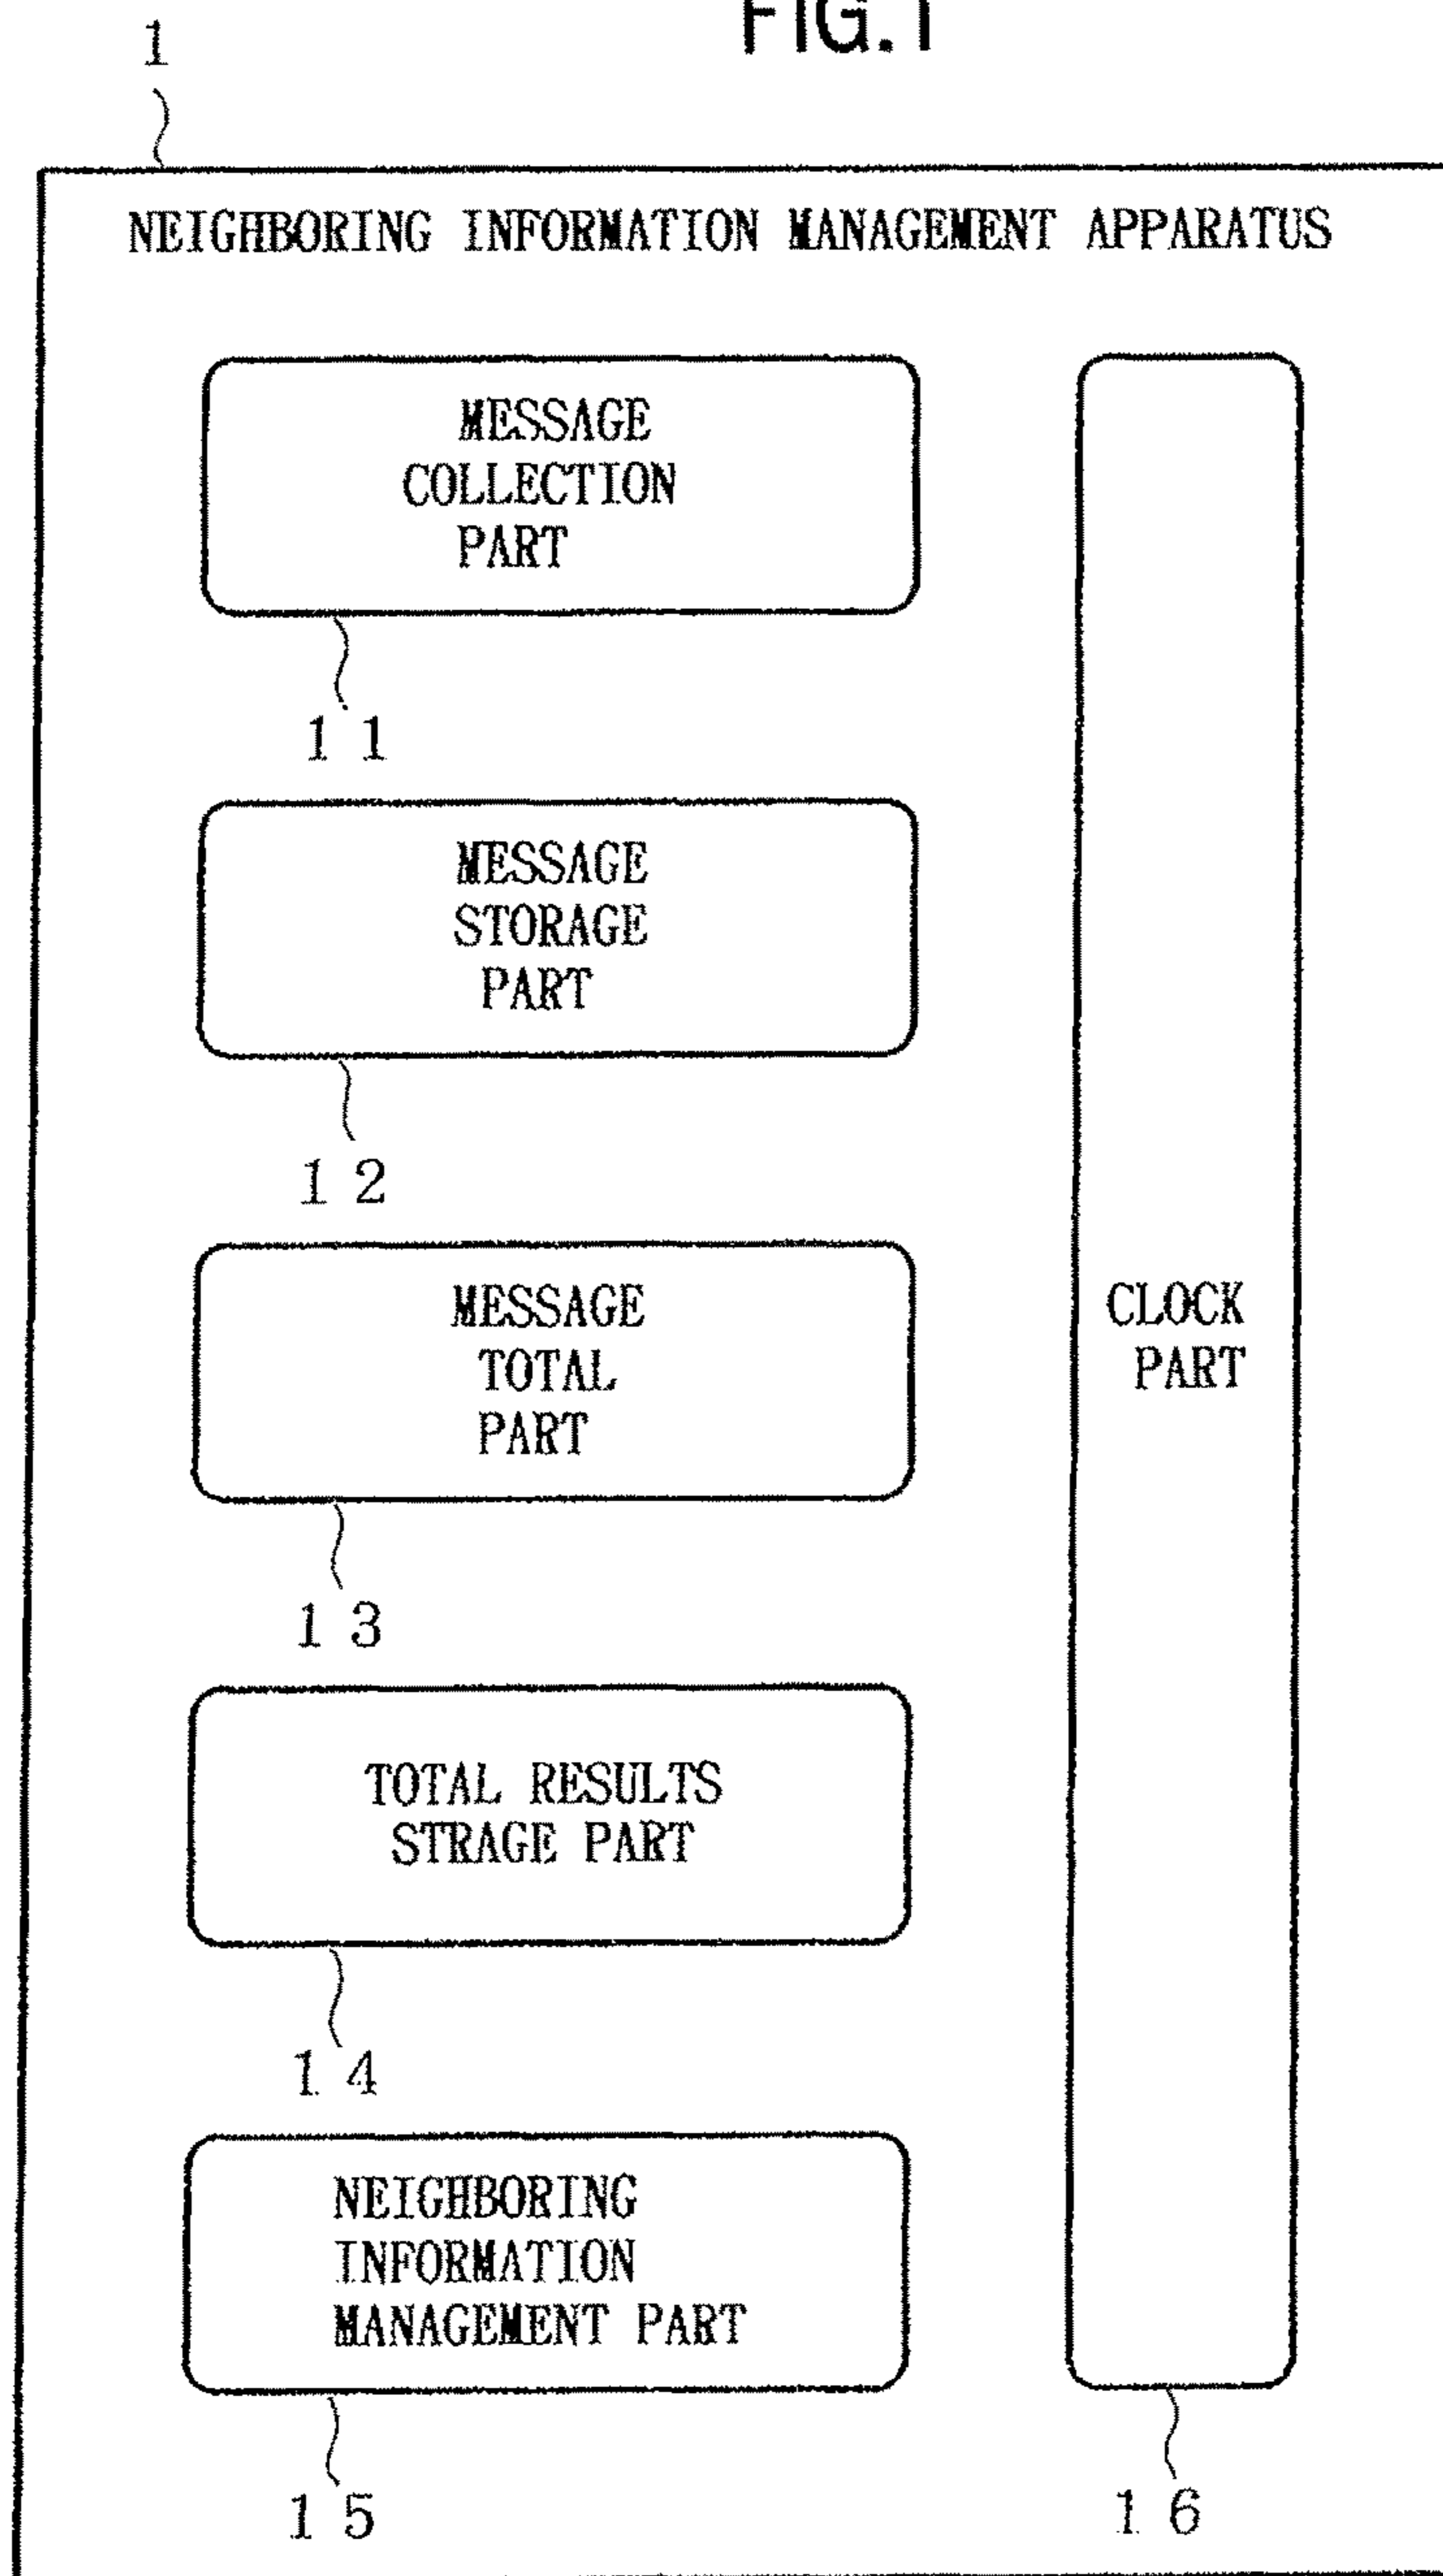 FIG.1
1
NEIGHBORING INFORMATION MANAGEMENT APPARATUS
MESSAGE
COLLECTION
PART
11
MESSAGE
STORAGE
PART
12
MESSAGE
TOTAL
PART
13
TOTAL RESULTS
STRAGE PART
14
NEIGHBORING
INFORMATION
MANAGEMENT PART
15
CLOCK
PART
16